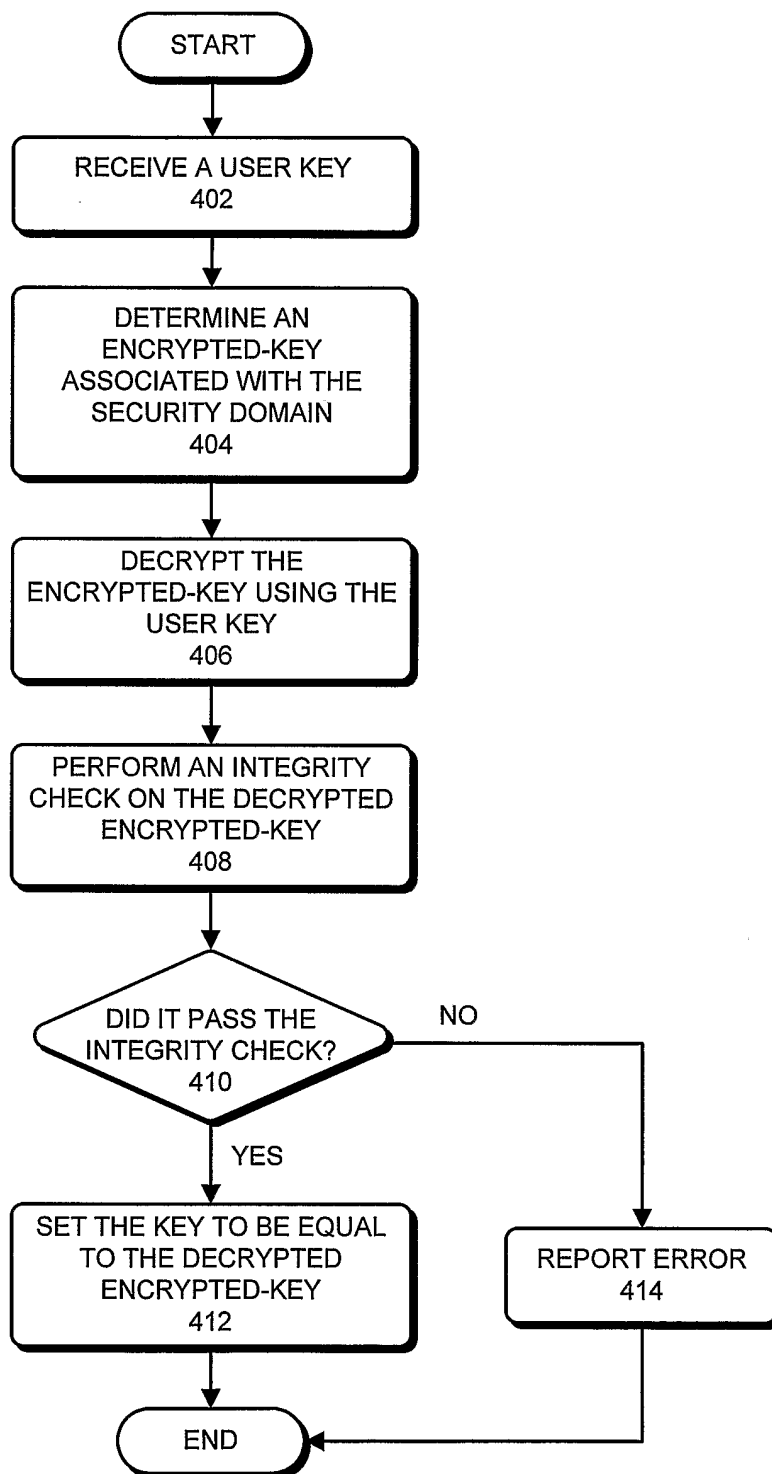 START
RECEIVE A USER KEY
402
DETERMINE AN
ENCRYPTED-KEY
ASSOCIATED WITH THE
SECURITY DOMAIN
404
DECRYPT THE
ENCRYPTED-KEY USING THE
USER KEY
406
PERFORM AN INTEGRITY
CHECK ON THE DECRYPTED
ENCRYPTED-KEY
408
DID IT PASS THE
INTEGRITY CHECK?
410
NO
YES
SET THE KEY TO BE EQUAL
TO THE DECRYPTED
ENCRYPTED-KEY
412
REPORT ERROR
414
END